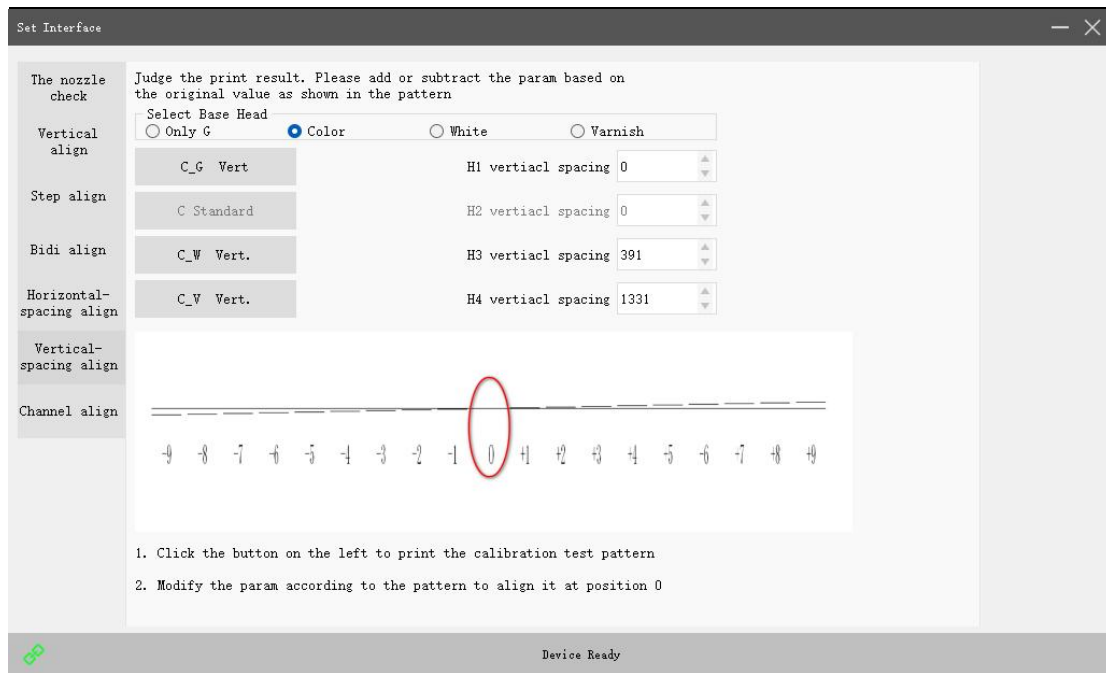 Set Interface
The nozzle
check
Vertical
align
Step align
Bidi align
Horizontal-
spacing align
Vertical-
spacing align
Channel align
Judge the print result. Please add or subtract the param based on
the original value as shown in the pattern
Select Base Head
Only G Color White Varnish
C_G Vert H1 vertiacl spacing 0
C Standard H2 vertiacl spacing 0
C_W Vert. H3 vertiacl spacing 391
C_V Vert. H4 vertiacl spacing 1331
-9 -8 -7 -6 -5 -4 -3 -2 -1 0 +1 +2 +3 +4 -5 -6 -7 +8 +9
1. Click the button on the left to print the calibration test pattern
2. Modify the param according to the pattern to align it at position 0
Device Ready